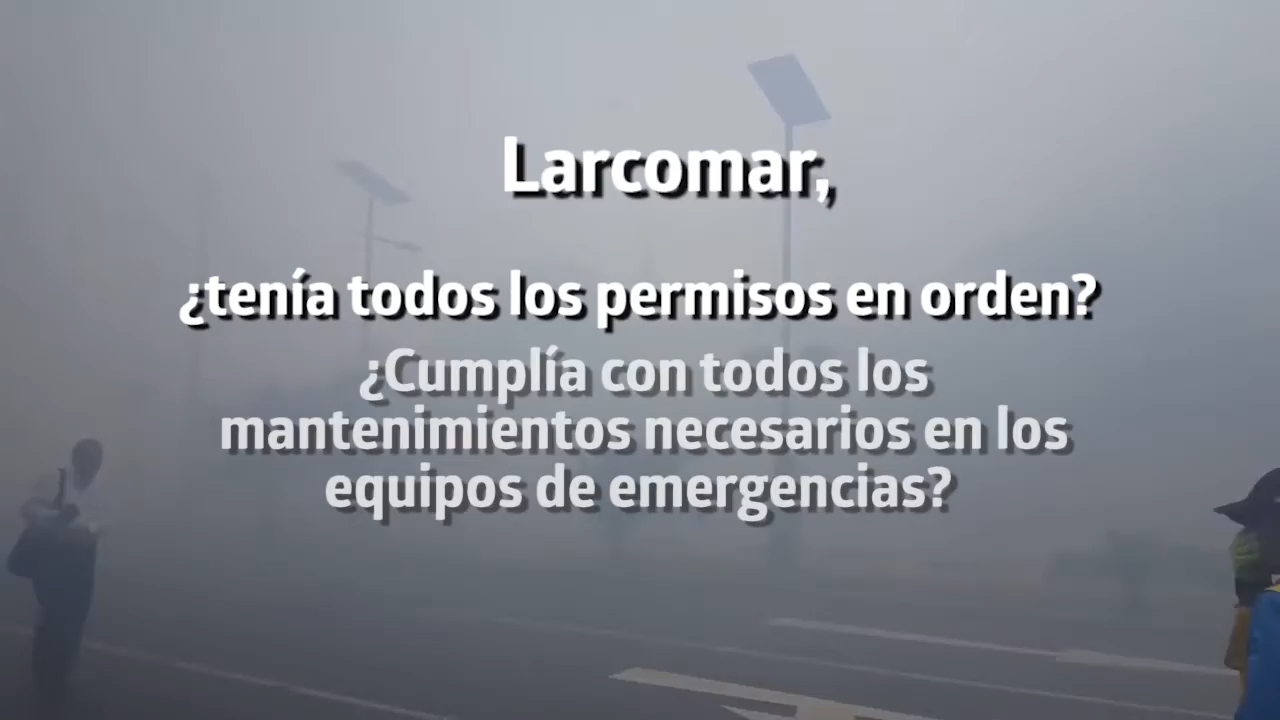 Larcomar,
¿tenía todos los permisos en orden?
¿Cumplía con todos los
mantenimientos necesarios en los
equipos de emergencias?